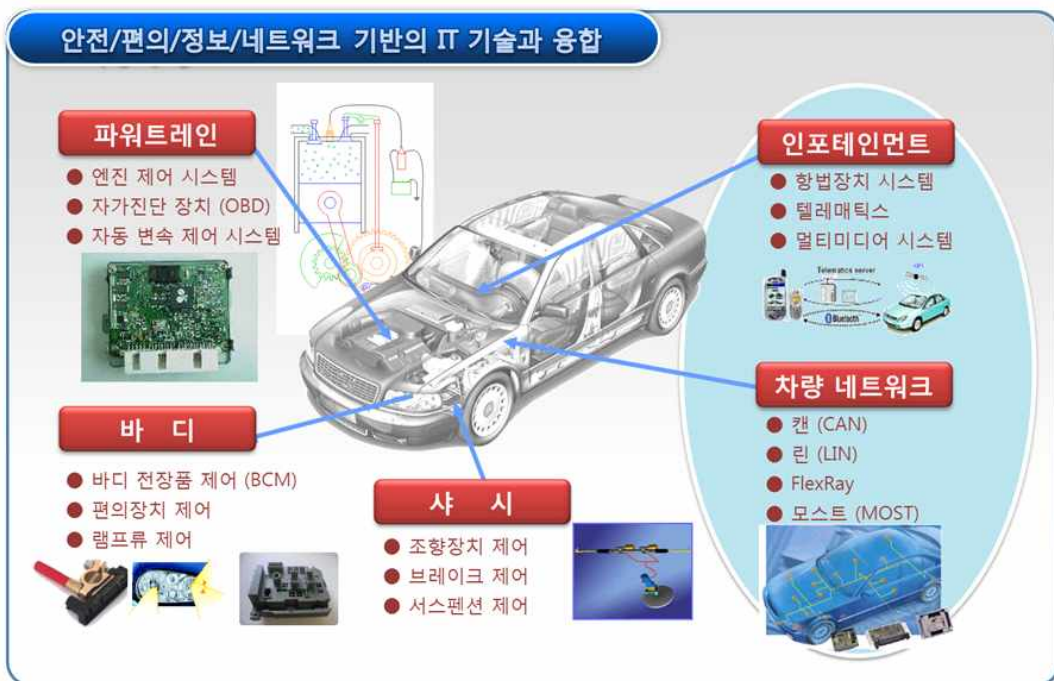 안전/편의/정보/네트워크 기반의 IT 기술과 융합
파워트레인
● 엔진 제어 시스템
● 자가진단 장치 (OBD)
● 자동 변속 제어 시스템
인포테인먼트
● 항법장치 시스템
● 텔레매틱스
● 멀티미디어 시스템
Telematics server
Bluetooth
바 디
● 바디 전장품 제어 (BCM)
● 편의장치 제어
● 램프류 제어
샤 시
● 조향장치 제어
● 브레이크 제어
● 서스펜션 제어
차량 네트워크
● 캔 (CAN)
● 린 (LIN)
● FlexRay
● 모스트 (MOST)